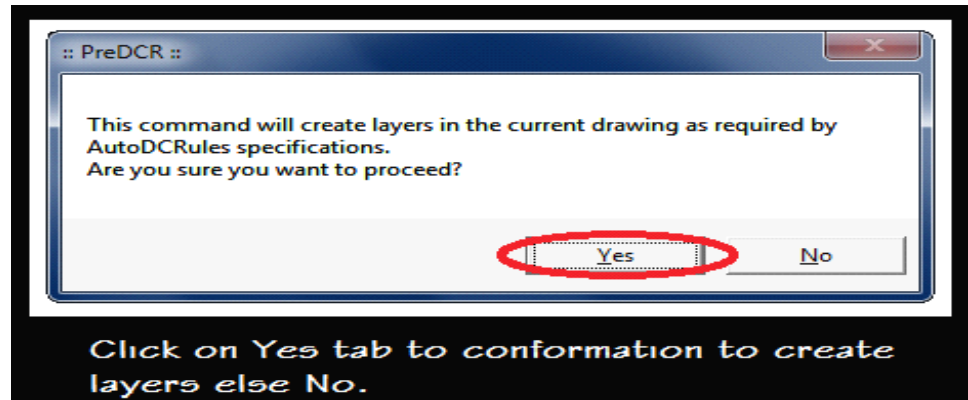 :: PreDCR ::
This command will create layers in the current drawing as required by
AutoDCRules specifications.
Are you sure you want to proceed?
Yes
No
Click on Yes tab to conformation to create
layers else No.